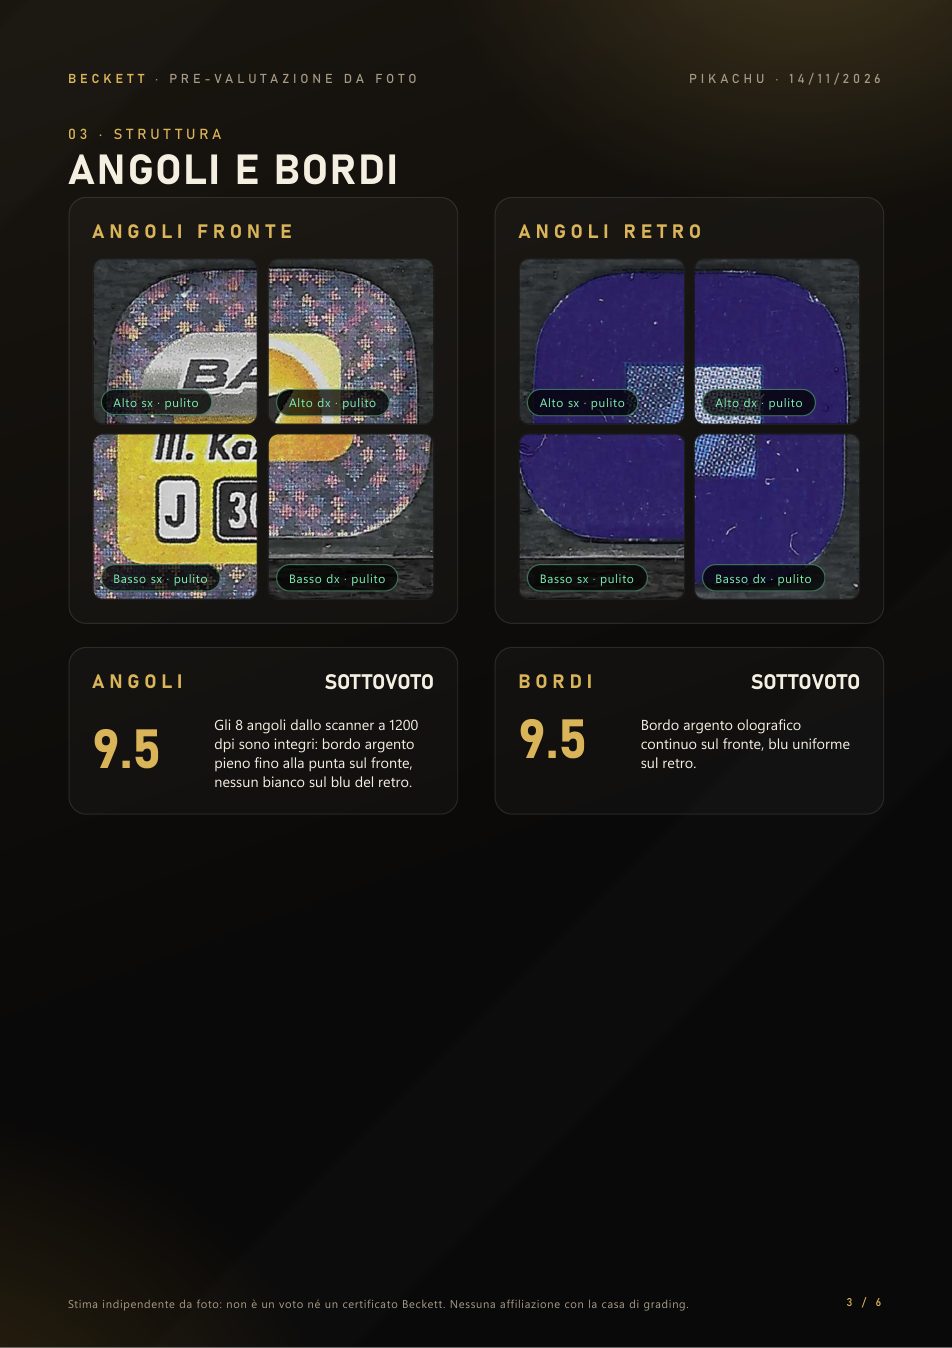 BECKETT · PRE-VALUTAZIONE DA FOTO
PIKACHU · 14/11/2026
03 · STRUTTURA
ANGOLI E BORDI
ANGOLI FRONTE
BA
Alto sx · pulito
Alto dx · pulito
Ill. Ka
J 30
Basso sx · pulito
Basso dx · pulito
ANGOLI RETRO
Alto sx · pulito
Alto dx · pulito
Basso sx · pulito
Basso dx · pulito
ANGOLI
SOTTOVOTO
9.5
Gli 8 angoli dallo scanner a 1200
dpi sono integri: bordo argento
pieno fino alla punta sul fronte,
nessun bianco sul blu del retro.
BORDI
SOTTOVOTO
9.5
Bordo argento olografico
continuo sul fronte, blu uniforme
sul retro.
Stima indipendente da foto: non è un voto né un certificato Beckett. Nessuna affiliazione con la casa di grading.
3 / 6